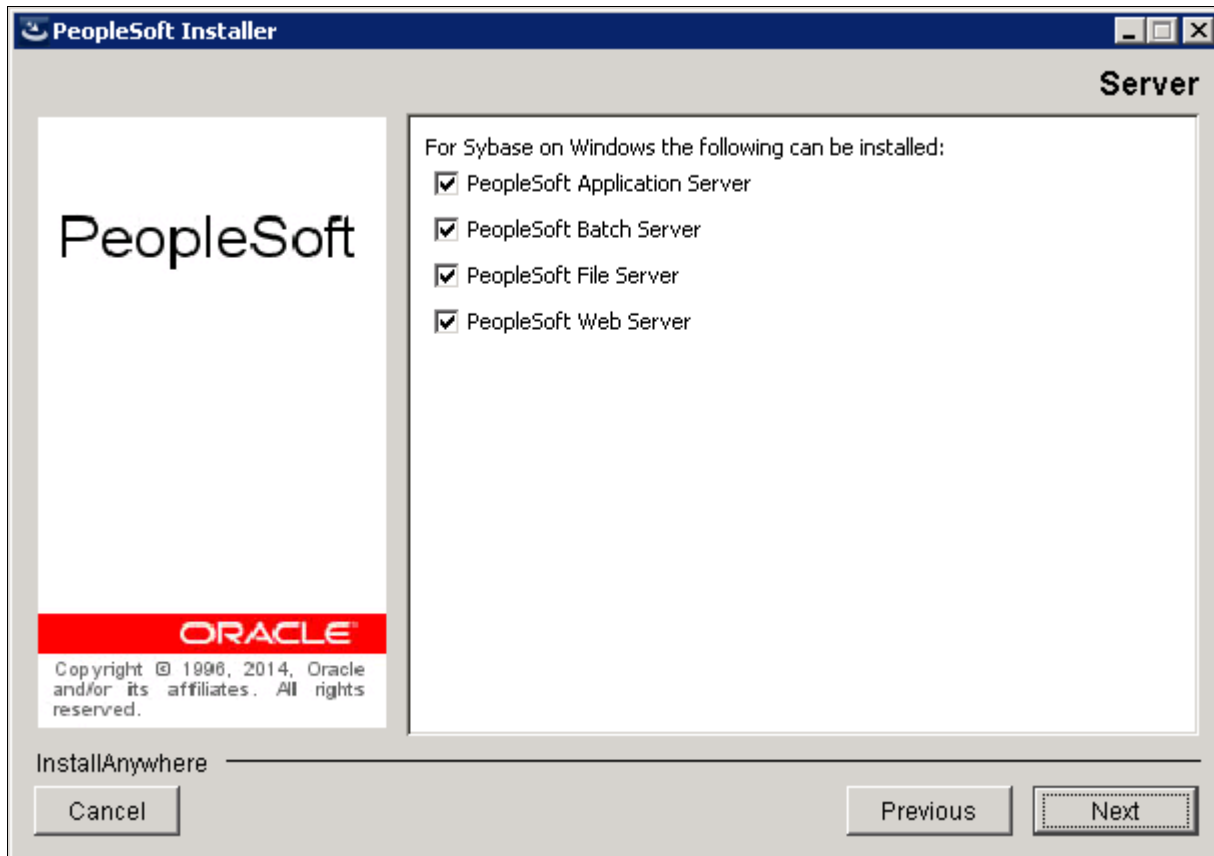 PeopleSoft Installer
Server
PeopleSoft
ORACLE
Copyright © 1996, 2014, Oracle
and/or its affiliates. All rights
reserved.
For Sybase on Windows the following can be installed:
PeopleSoft Application Server
PeopleSoft Batch Server
PeopleSoft File Server
PeopleSoft Web Server
InstallAnywhere
Cancel
Previous
Next